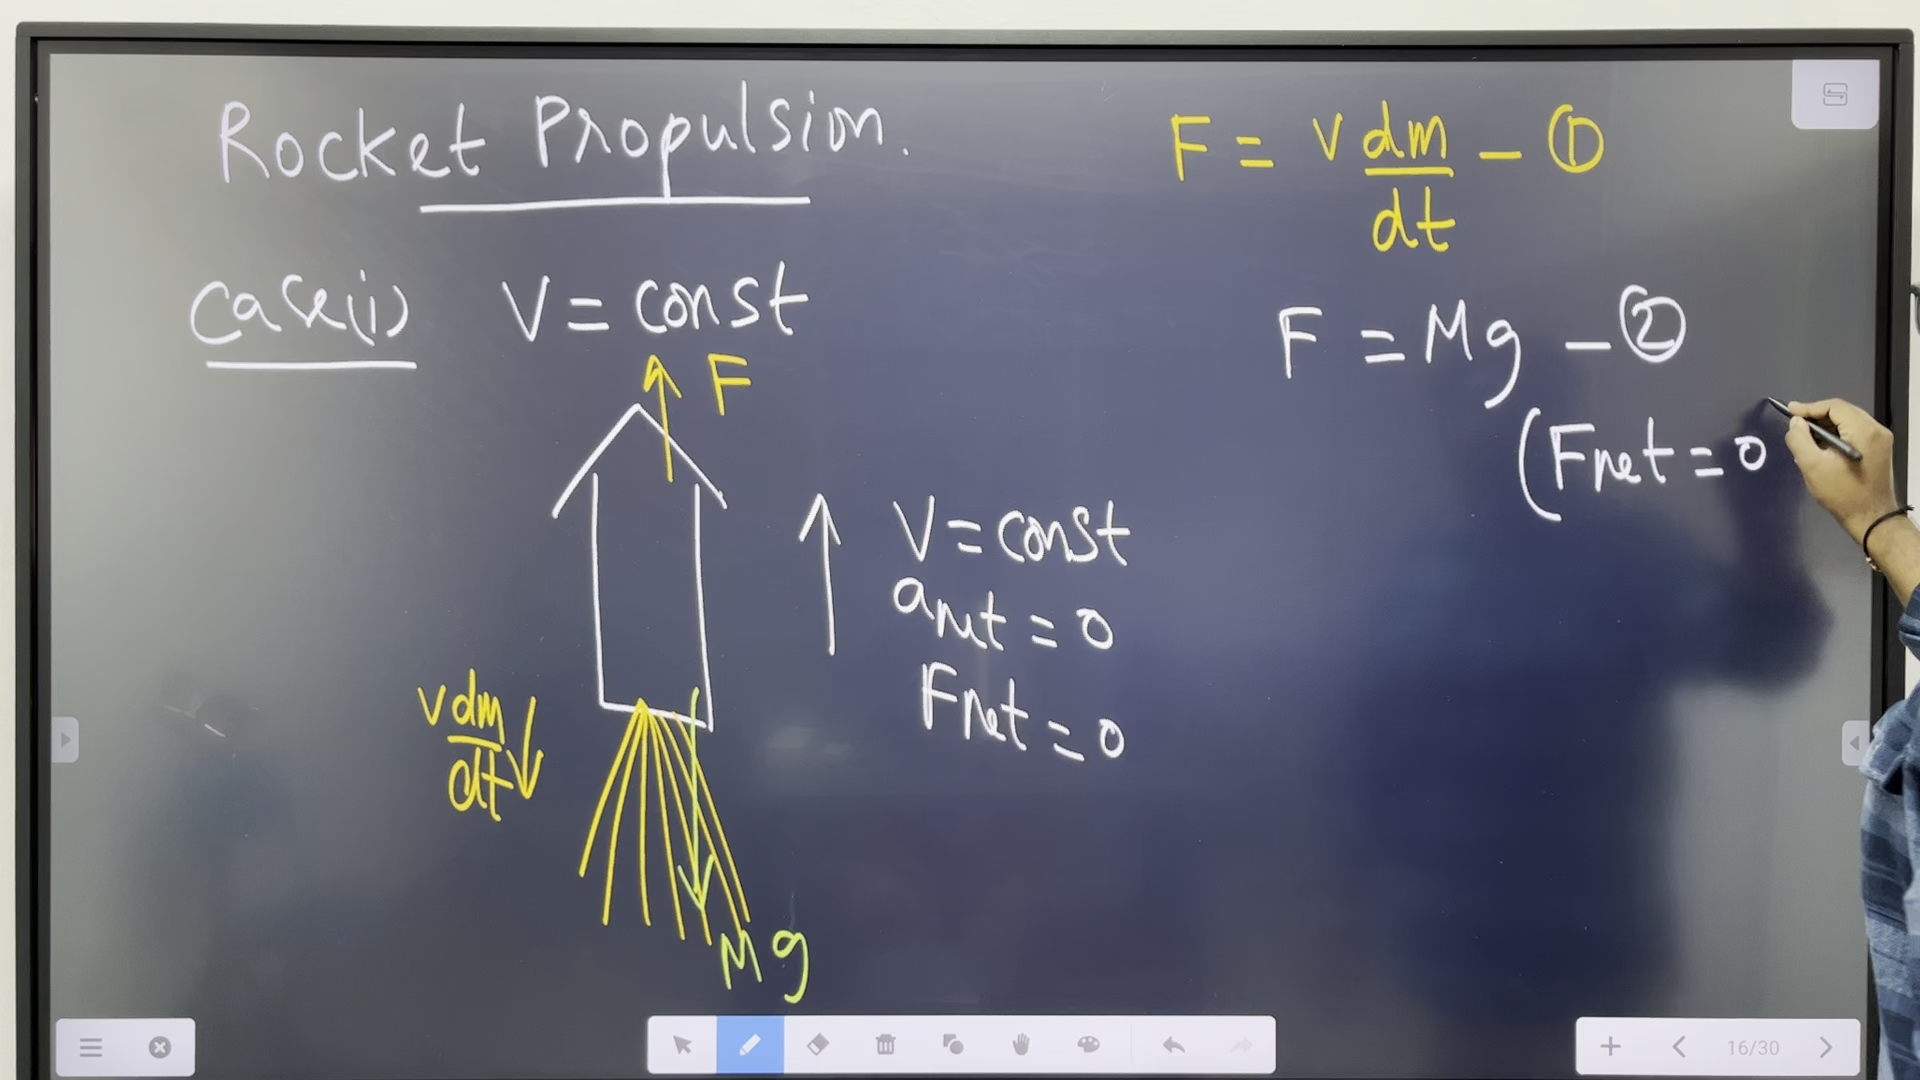 Rocket Propulsion.
F = v dm/dt - ①
case(i) V = const
F = Mg - ②
F
(Fnet = 0
V = const
anet = 0
Fnet = 0
v dm/dt ↓
Mg
16/30